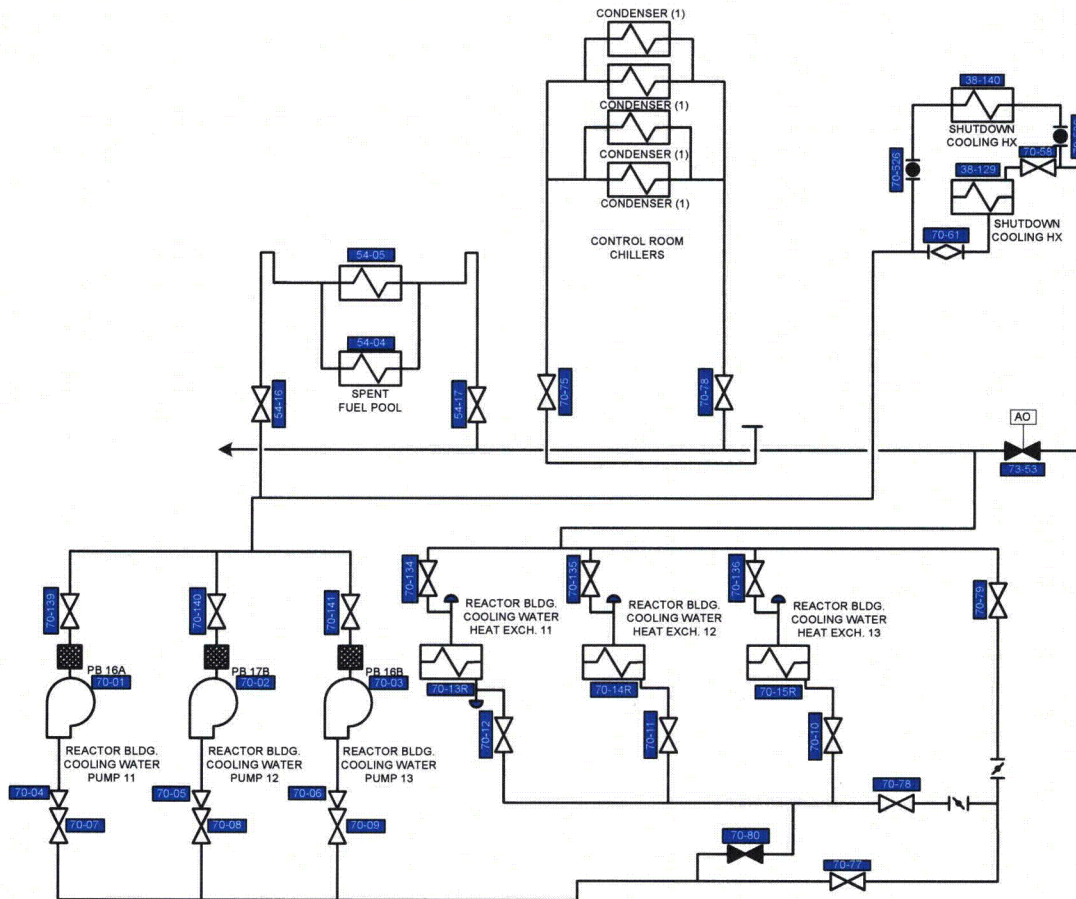 CONDENSER (1)
CONDENSER (1)
CONDENSER (1)
CONDENSER (1)
CONTROL ROOM
CHILLERS
38-140
SHUTDOWN
COOLING HX
70-58
70-526
38-129
SHUTDOWN
COOLING HX
70-61
54-05
54-04
SPENT
FUEL POOL
54-16
54-17
70-75
70-78
AO
73-53
70-139
70-140
70-141
70-134
70-135
70-136
70-79
REACTOR BLDG.
COOLING WATER
HEAT EXCH. 11
REACTOR BLDG.
COOLING WATER
HEAT EXCH. 12
REACTOR BLDG.
COOLING WATER
HEAT EXCH. 13
PB 16A
70-01
PB 17B
70-02
PB 16B
70-03
70-13R
70-14R
70-15R
70-12
70-11
70-10
REACTOR BLDG.
COOLING WATER
PUMP 11
REACTOR BLDG.
COOLING WATER
PUMP 12
REACTOR BLDG.
COOLING WATER
PUMP 13
70-04
70-05
70-06
70-07
70-08
70-09
70-78
70-80
70-77